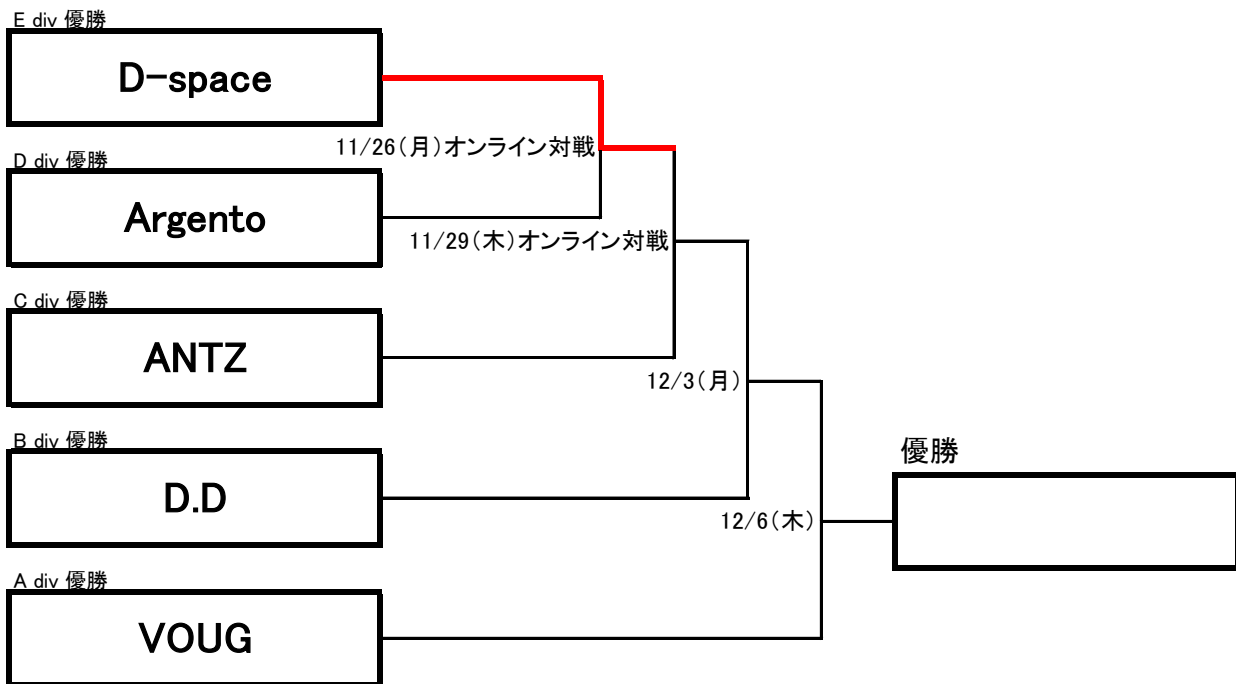 E div 優勝
D-space
11/26(月)オンライン対戦
D div 優勝
Argento
11/29(木)オンライン対戦
C div 優勝
ANTZ
12/3(月)
B div 優勝
D.D
優勝
12/6(木)
A div 優勝
VOUG